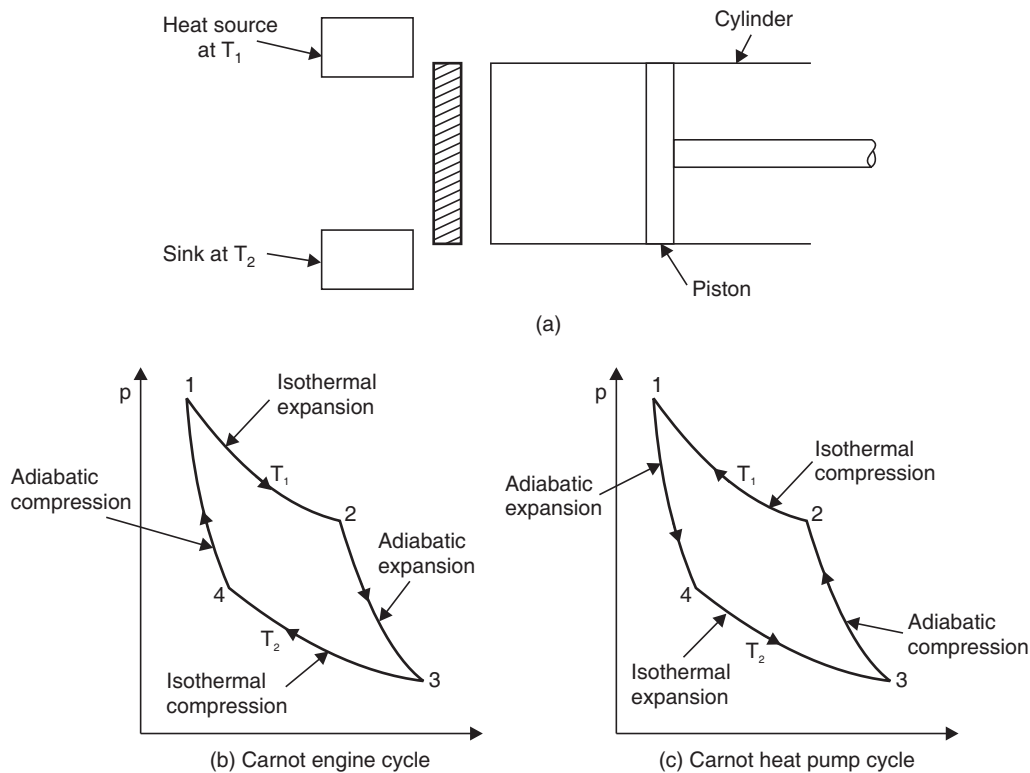 Heat source
at T₁
Cylinder
Sink at T₂
Piston
(a)
p
1
Isothermal
expansion
T₁
Adiabatic
compression
2
Adiabatic
expansion
4
T₂
Isothermal
compression
3
(b) Carnot engine cycle
p
1
Isothermal
compression
T₁
Adiabatic
expansion
2
4
T₂
Adiabatic
compression
Isothermal
expansion
3
(c) Carnot heat pump cycle